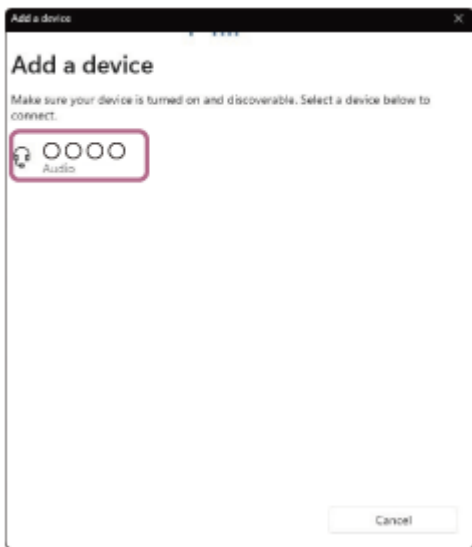 Add a device
Add a device
Make sure your device is turned on and discoverable. Select a device below to
connect.
○○○○
Audio
Cancel